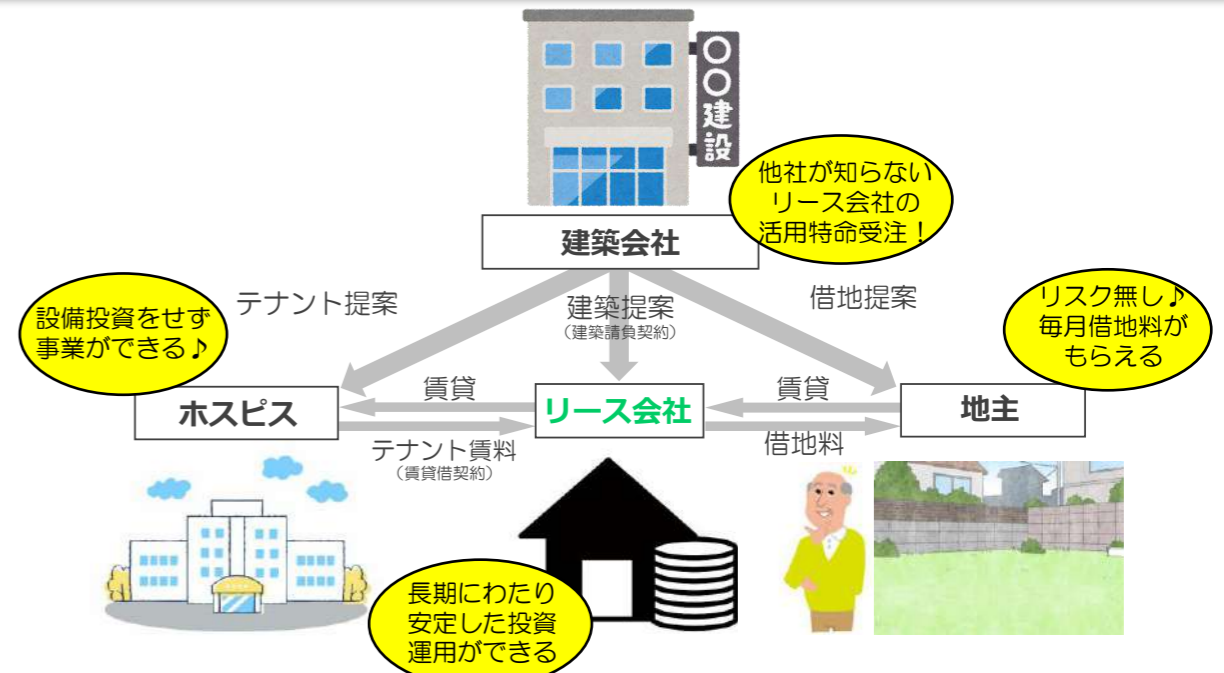 〇〇建設
他社が知らない
リース会社の
活用特命受注！
建築会社
テナント提案
建築提案
（建築請負契約）
借地提案
設備投資をせず
事業ができる♪
リスク無し♪
毎月借地料が
もらえる
ホスピス
賃貸
リース会社
賃貸
地主
テナント賃料
（賃貸借契約）
借地料
長期にわたり
安定した投資
運用ができる